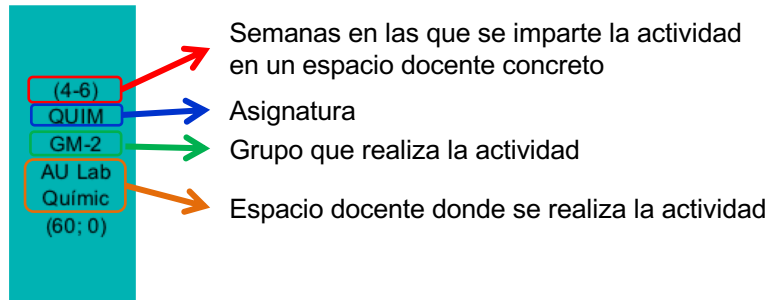 (4-6)
QUIM
GM-2
AU Lab
Químic
(60; 0)
Semanas en las que se imparte la actividad
en un espacio docente concreto
Asignatura
Grupo que realiza la actividad
Espacio docente donde se realiza la actividad